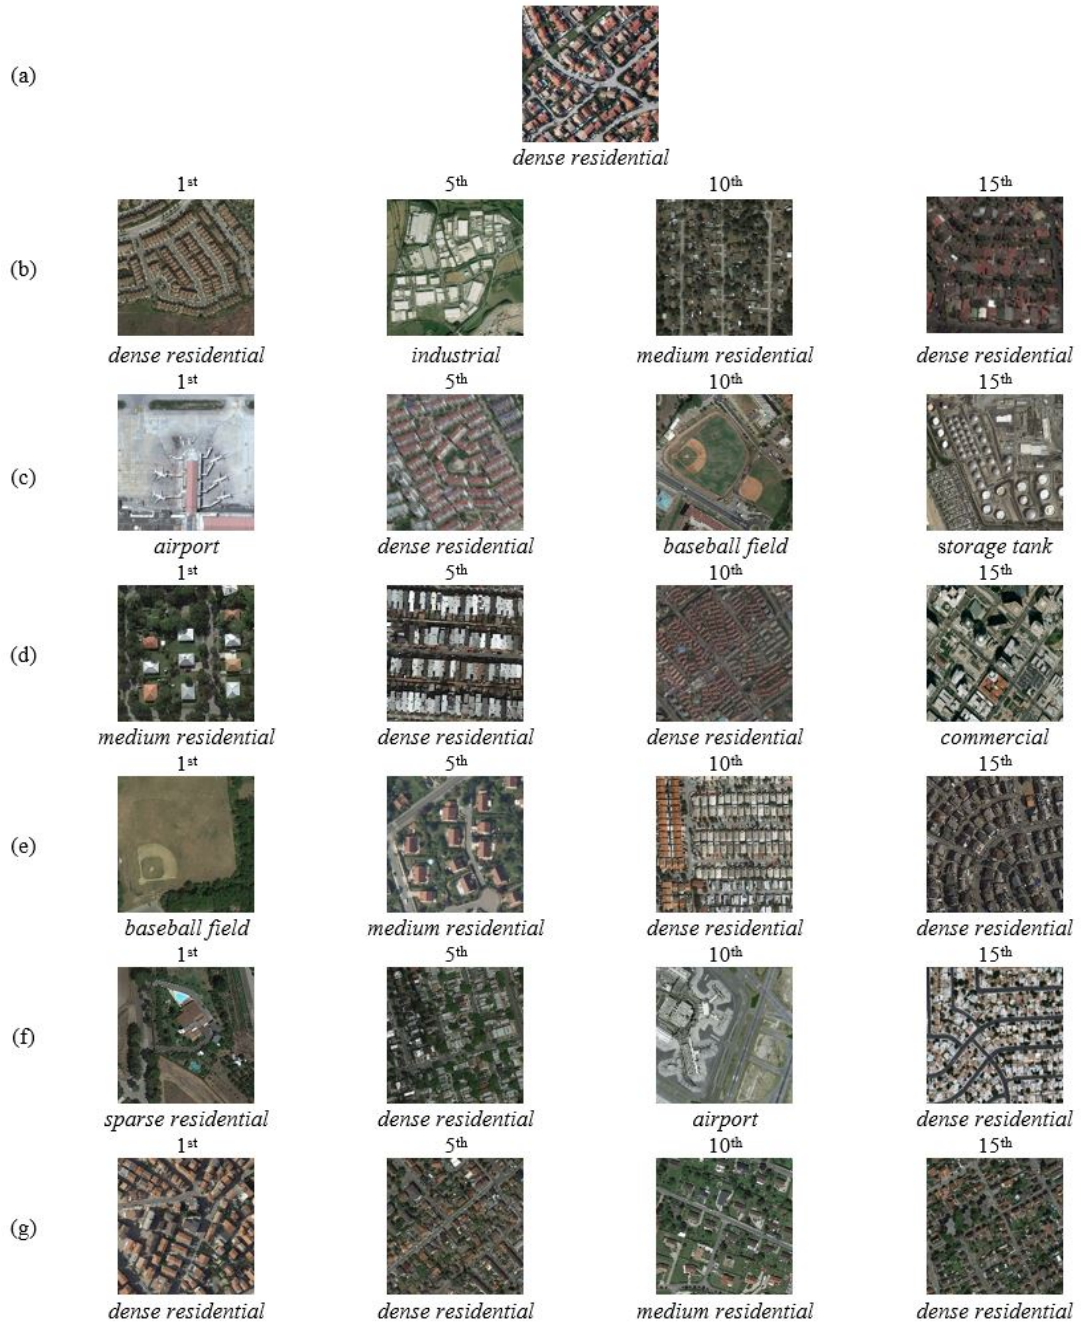 (a)
dense residential
1st 5th 10th 15th
(b)
dense residential industrial medium residential dense residential
1st 5th 10th 15th
(c)
airport dense residential baseball field storage tank
1st 5th 10th 15th
(d)
medium residential dense residential dense residential commercial
1st 5th 10th 15th
(e)
baseball field medium residential dense residential dense residential
1st 5th 10th 15th
(f)
sparse residential dense residential airport dense residential
1st 5th 10th 15th
(g)
dense residential dense residential medium residential dense residential